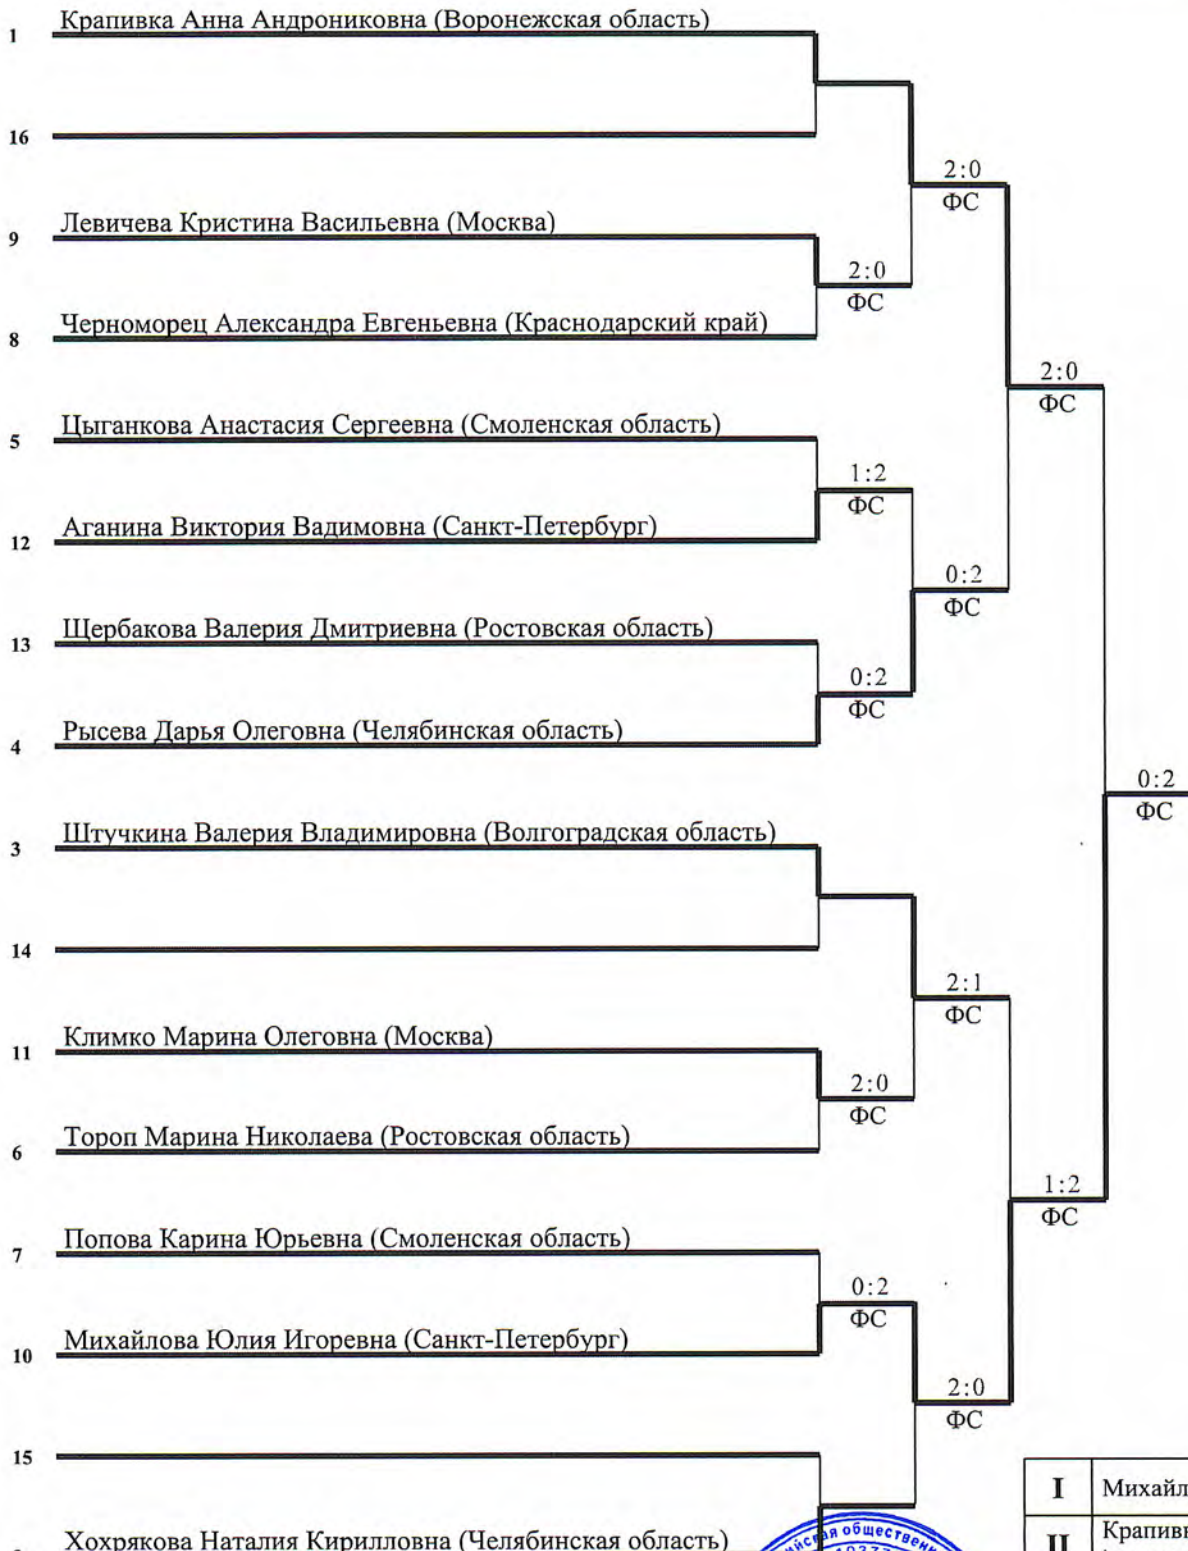 1 Крапивка Анна Андрониковна (Воронежская область)
16
2:0
ФС
9 Левичева Кристина Васильевна (Москва)
2:0
ФС
8 Черноморец Александра Евгеньевна (Краснодарский край)
2:0
ФС
5 Цыганкова Анастасия Сергеевна (Смоленская область)
1:2
ФС
12 Аганина Виктория Вадимовна (Санкт-Петербург)
0:2
ФС
13 Щербакова Валерия Дмитриевна (Ростовская область)
0:2
ФС
4 Рысева Дарья Олеговна (Челябинская область)
0:2
ФС
3 Штучкина Валерия Владимировна (Волгоградская область)
14
2:1
ФС
11 Климко Марина Олеговна (Москва)
2:0
ФС
6 Тороп Марина Николаева (Ростовская область)
1:2
ФС
7 Попова Карина Юрьевна (Смоленская область)
0:2
ФС
10 Михайлова Юлия Игоревна (Санкт-Петербург)
2:0
ФС
15
I Михайл
Хохрякова Наталия Кирилловна (Челябинская область)
II